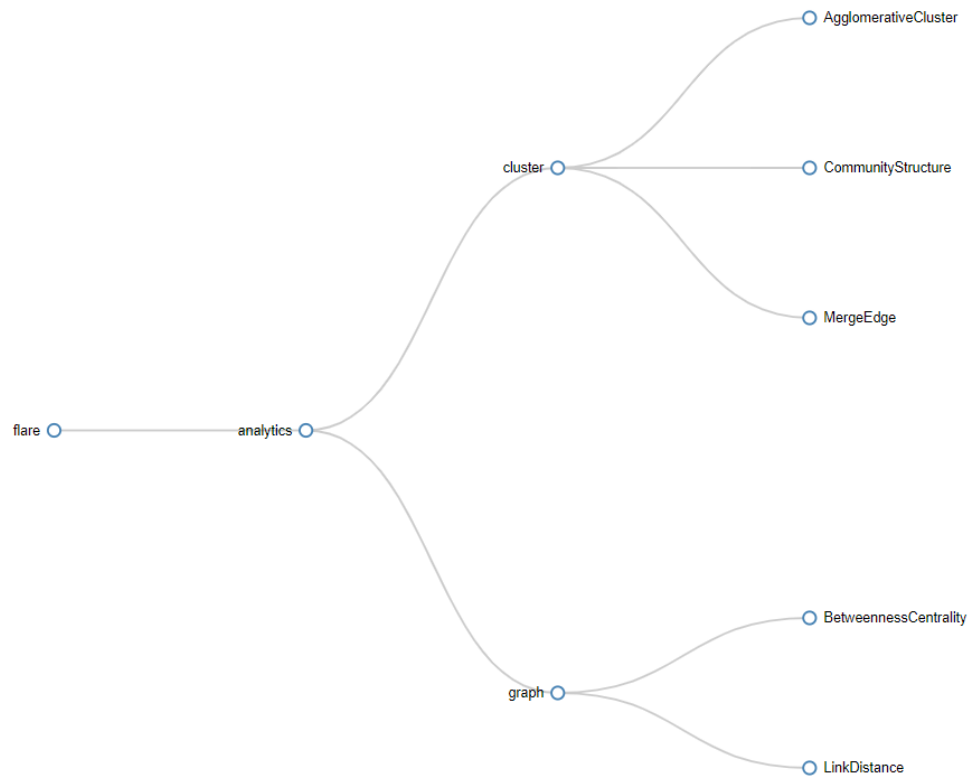 AgglomerativeCluster
cluster
CommunityStructure
MergeEdge
flare
analytics
BetweennessCentrality
graph
LinkDistance